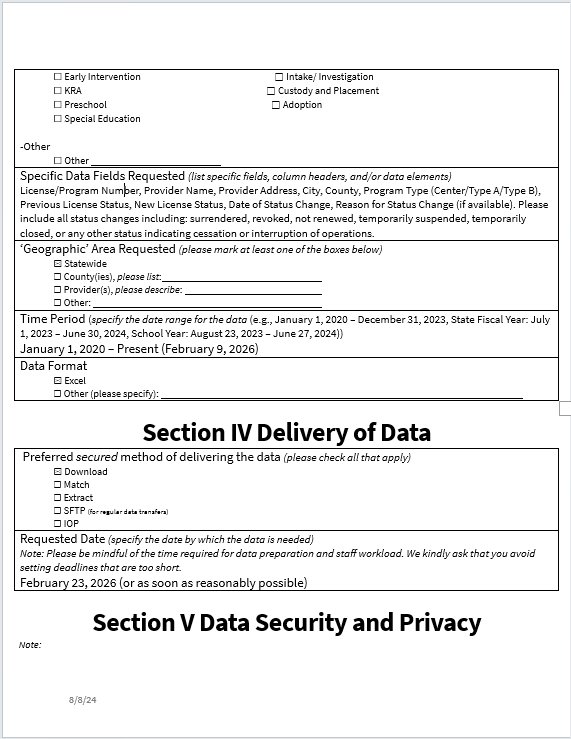 ☐ Early Intervention ☐ Intake/ Investigation
☐ KRA ☐ Custody and Placement
☐ Preschool ☐ Adoption
☐ Special Education
-Other
☐ Other
Specific Data Fields Requested (list specific fields, column headers, and/or data elements)
License/Program Number, Provider Name, Provider Address, City, County, Program Type (Center/Type A/Type B),
Previous License Status, New License Status, Date of Status Change, Reason for Status Change (if available). Please
include all status changes including: surrendered, revoked, not renewed, temporarily suspended, temporarily
closed, or any other status indicating cessation or interruption of operations.
‘Geographic’ Area Requested (please mark at least one of the boxes below)
☒ Statewide
☐ County(ies), please list:
☐ Provider(s), please describe:
☐ Other:
Time Period (specify the date range for the data (e.g., January 1, 2020 – December 31, 2023, State Fiscal Year: July
1, 2023 – June 30, 2024, School Year: August 23, 2023 – June 27, 2024))
January 1, 2020 – Present (February 9, 2026)
Data Format
☒ Excel
☐ Other (please specify):
Section IV Delivery of Data
Preferred secured method of delivering the data (please check all that apply)
☒ Download
☐ Match
☐ Extract
☐ SFTP (for regular data transfers)
☐ IOP
Requested Date (specify the date by which the data is needed)
Note: Please be mindful of the time required for data preparation and staff workload. We kindly ask that you avoid
setting deadlines that are too short.
February 23, 2026 (or as soon as reasonably possible)
Section V Data Security and Privacy
Note:
8/8/24